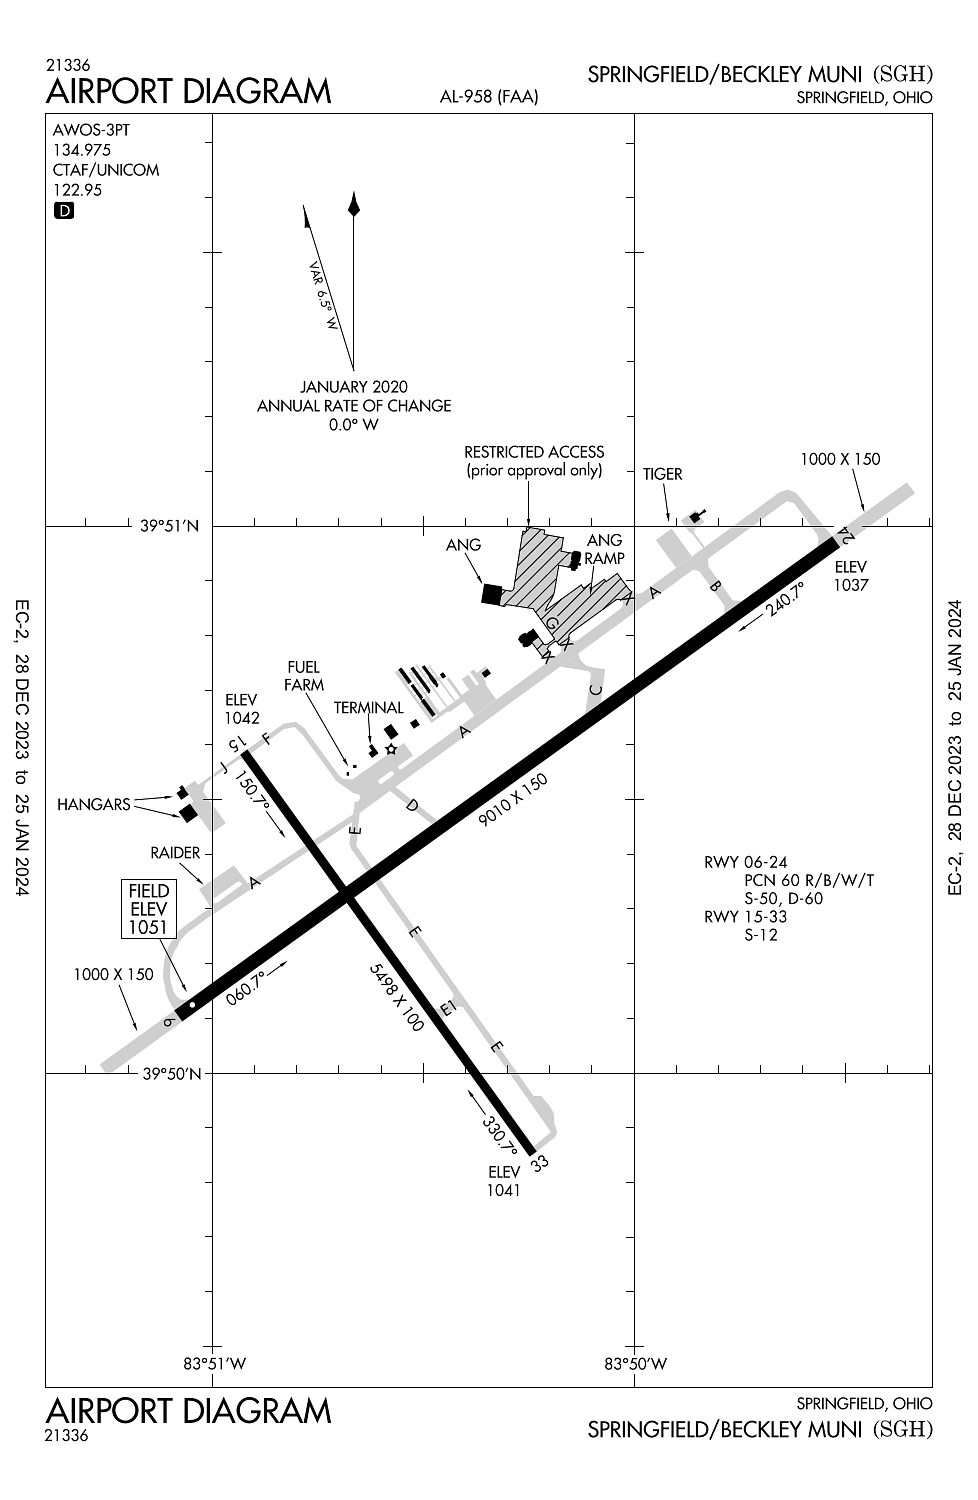 21336
AIRPORT DIAGRAM
AL-958 (FAA)
SPRINGFIELD/BECKLEY MUNI (SGH)
SPRINGFIELD, OHIO
AWOS-3PT
134.975
CTAF/UNICOM
122.95
D
VAR 6.5° W
JANUARY 2020
ANNUAL RATE OF CHANGE
0.0° W
RESTRICTED ACCESS
(prior approval only)
TIGER
1000 X 150
39°51'N
24
ANG
ANG
RAMP
ELEV
1037
A
B
240.7°
G
X
X
X
C
FUEL
FARM
ELEV
1042
TERMINAL
15
F
A
J
150.7°
HANGARS
D
9010 X 150
E
RAIDER
A
RWY 06-24
PCN 60 R/B/W/T
S-50, D-60
RWY 15-33
S-12
FIELD
ELEV
1051
E
1000 X 150
060.7°
5498 X 100
E1
6
E
39°50'N
330.7°
33
ELEV
1041
83°51'W
83°50'W
EC-2, 28 DEC 2023 to 25 JAN 2024
EC-2, 28 DEC 2023 to 25 JAN 2024
AIRPORT DIAGRAM
21336
SPRINGFIELD, OHIO
SPRINGFIELD/BECKLEY MUNI (SGH)